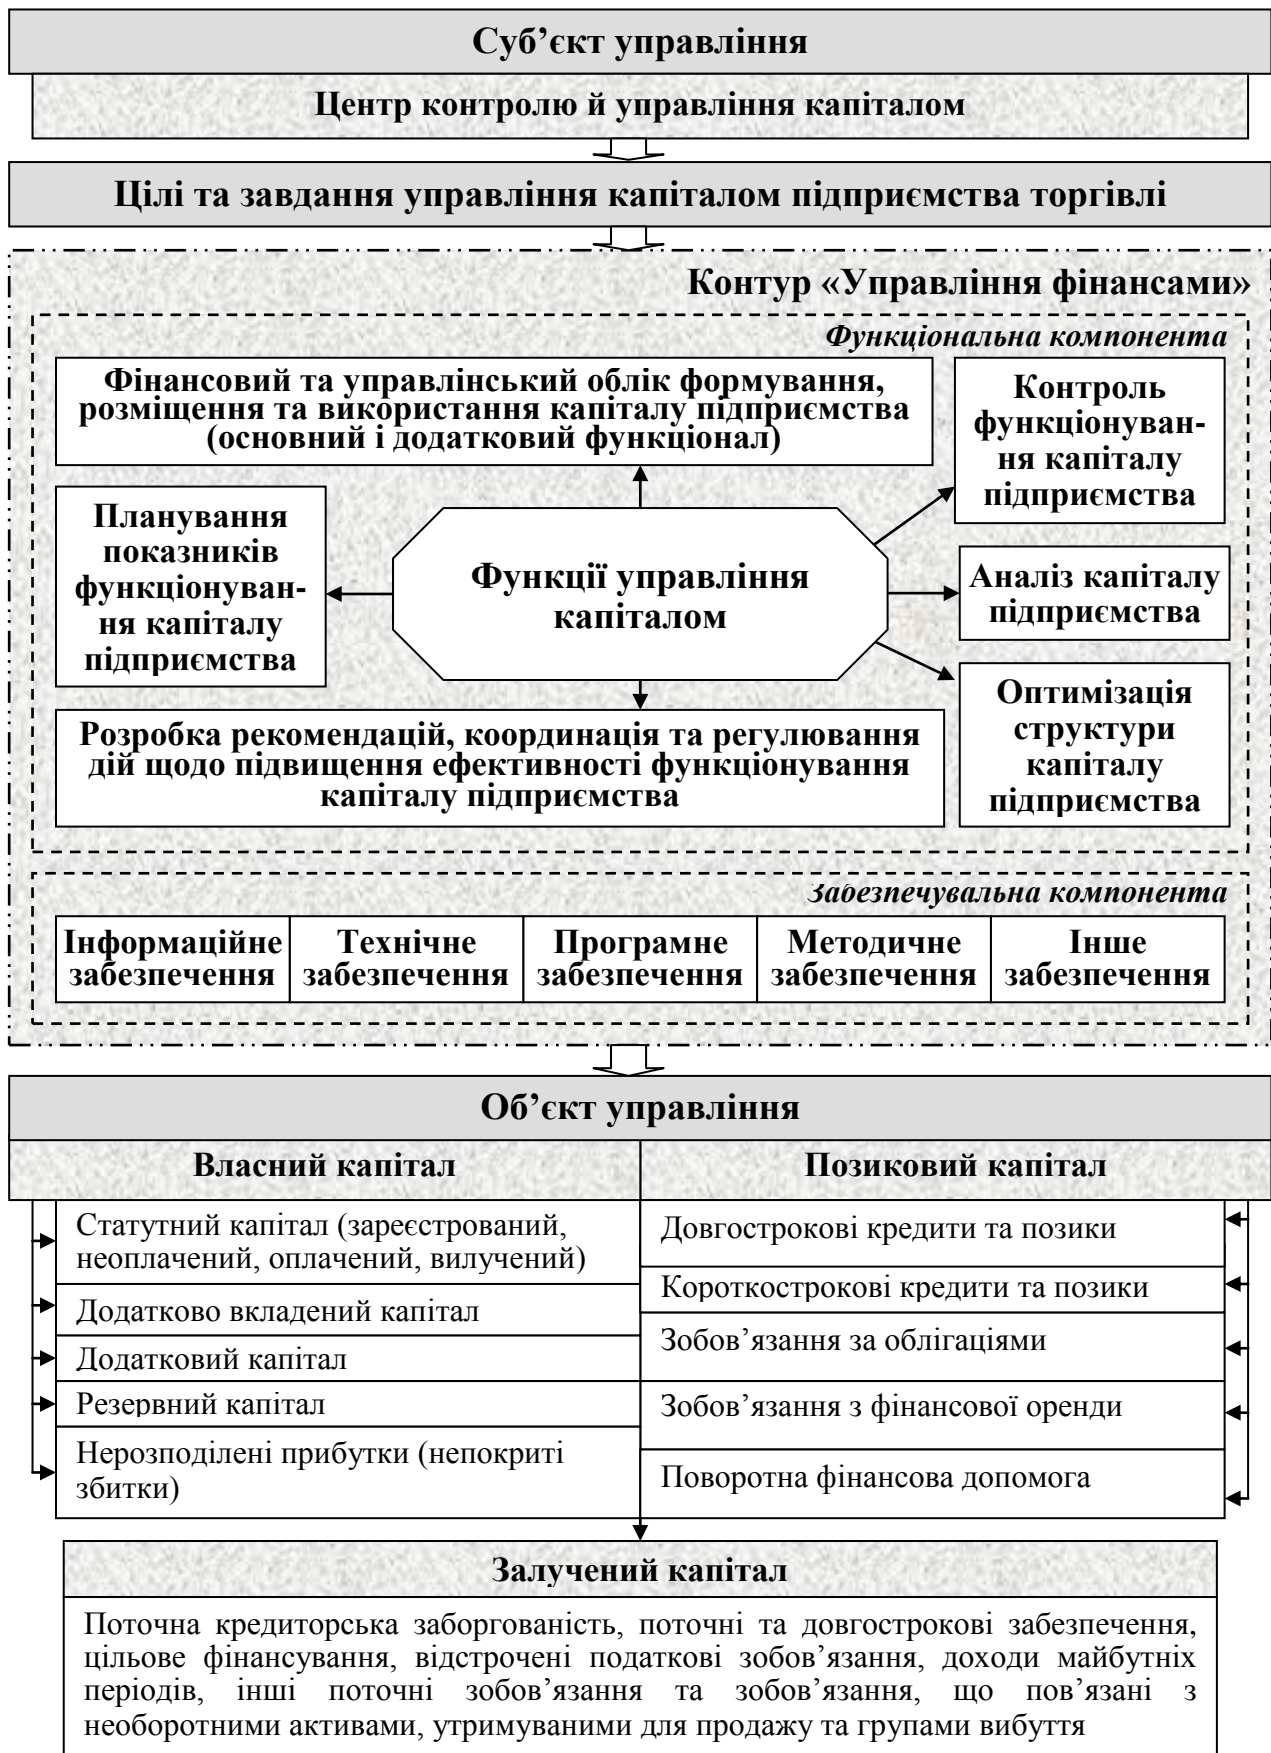 Суб’єкт управління
Центр контролю й управління капіталом
Цілі та завдання управління капіталом підприємства торгівлі
Контур «Управління фінансами»
Функціональна компонента
Фінансовий та управлінський облік формування,
розміщення та використання капіталу підприємства
(основний і додатковий функціонал)
Контроль
функціонуван-
ня капіталу
підприємства
Планування
показників
функціонуван-
ня капіталу
підприємства
Функції управління
капіталом
Аналіз капіталу
підприємства
Оптимізація
структури
капіталу
підприємства
Розробка рекомендацій, координація та регулювання
дій щодо підвищення ефективності функціонування
капіталу підприємства
Забезпечувальна компонента
Інформаційне
забезпечення
Технічне
забезпечення
Програмне
забезпечення
Методичне
забезпечення
Інше
забезпечення
Об’єкт управління
Власний капітал
Позиковий капітал
Статутний капітал (зареєстрований,
неоплачений, оплачений, вилучений)
Додатково вкладений капітал
Додатковий капітал
Резервний капітал
Нерозподілені прибутки (непокриті
збитки)
Довгострокові кредити та позики
Короткострокові кредити та позики
Зобов’язання за облігаціями
Зобов’язання з фінансової оренди
Поворотна фінансова допомога
Залучений капітал
Поточна кредиторська заборгованість, поточні та довгострокові забезпечення,
цільове фінансування, відстрочені податкові зобов’язання, доходи майбутніх
періодів, інші поточні зобов’язання та зобов’язання, що пов’язані з
необоротними активами, утримуваними для продажу та групами вибуття